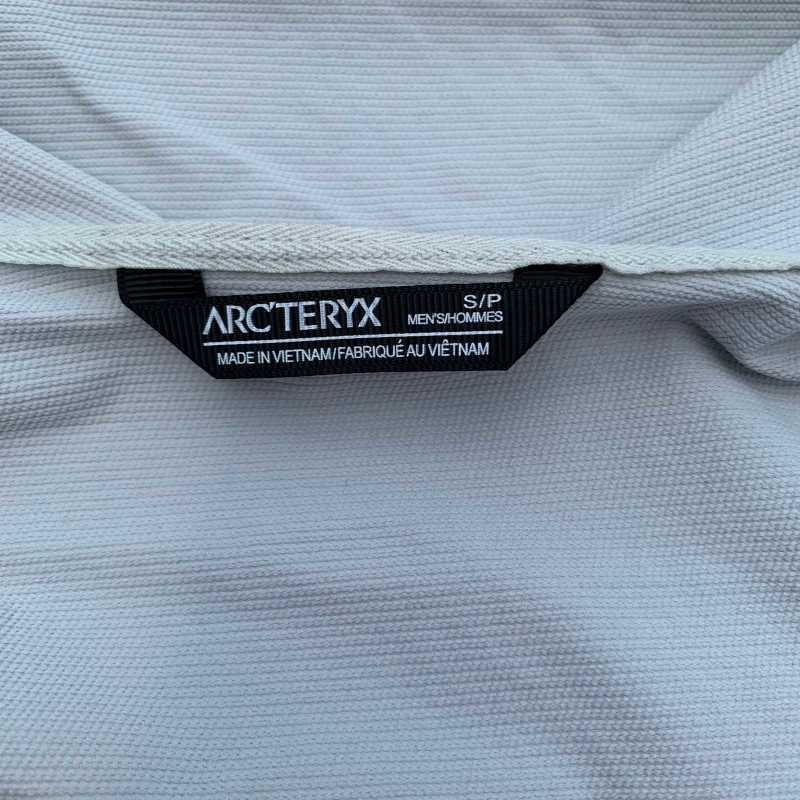 ARC'TERYX
S/P
MEN'S/HOMMES
MADE IN VIETNAM/FABRIQUÉ AU VIÊTNAM